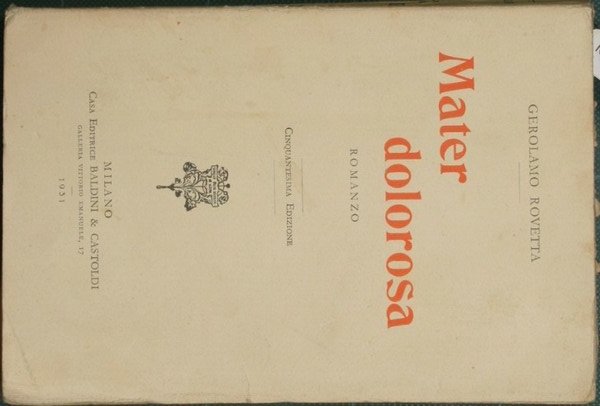 GEROLAMO ROVETTA
Mater
dolorosa
ROMANZO
CINQUANTESIMA EDIZIONE
MILANO
CASA EDITRICE BALDINI & CASTOLDI
GALLERIA VITTORIO EMANUELE, 17
1931